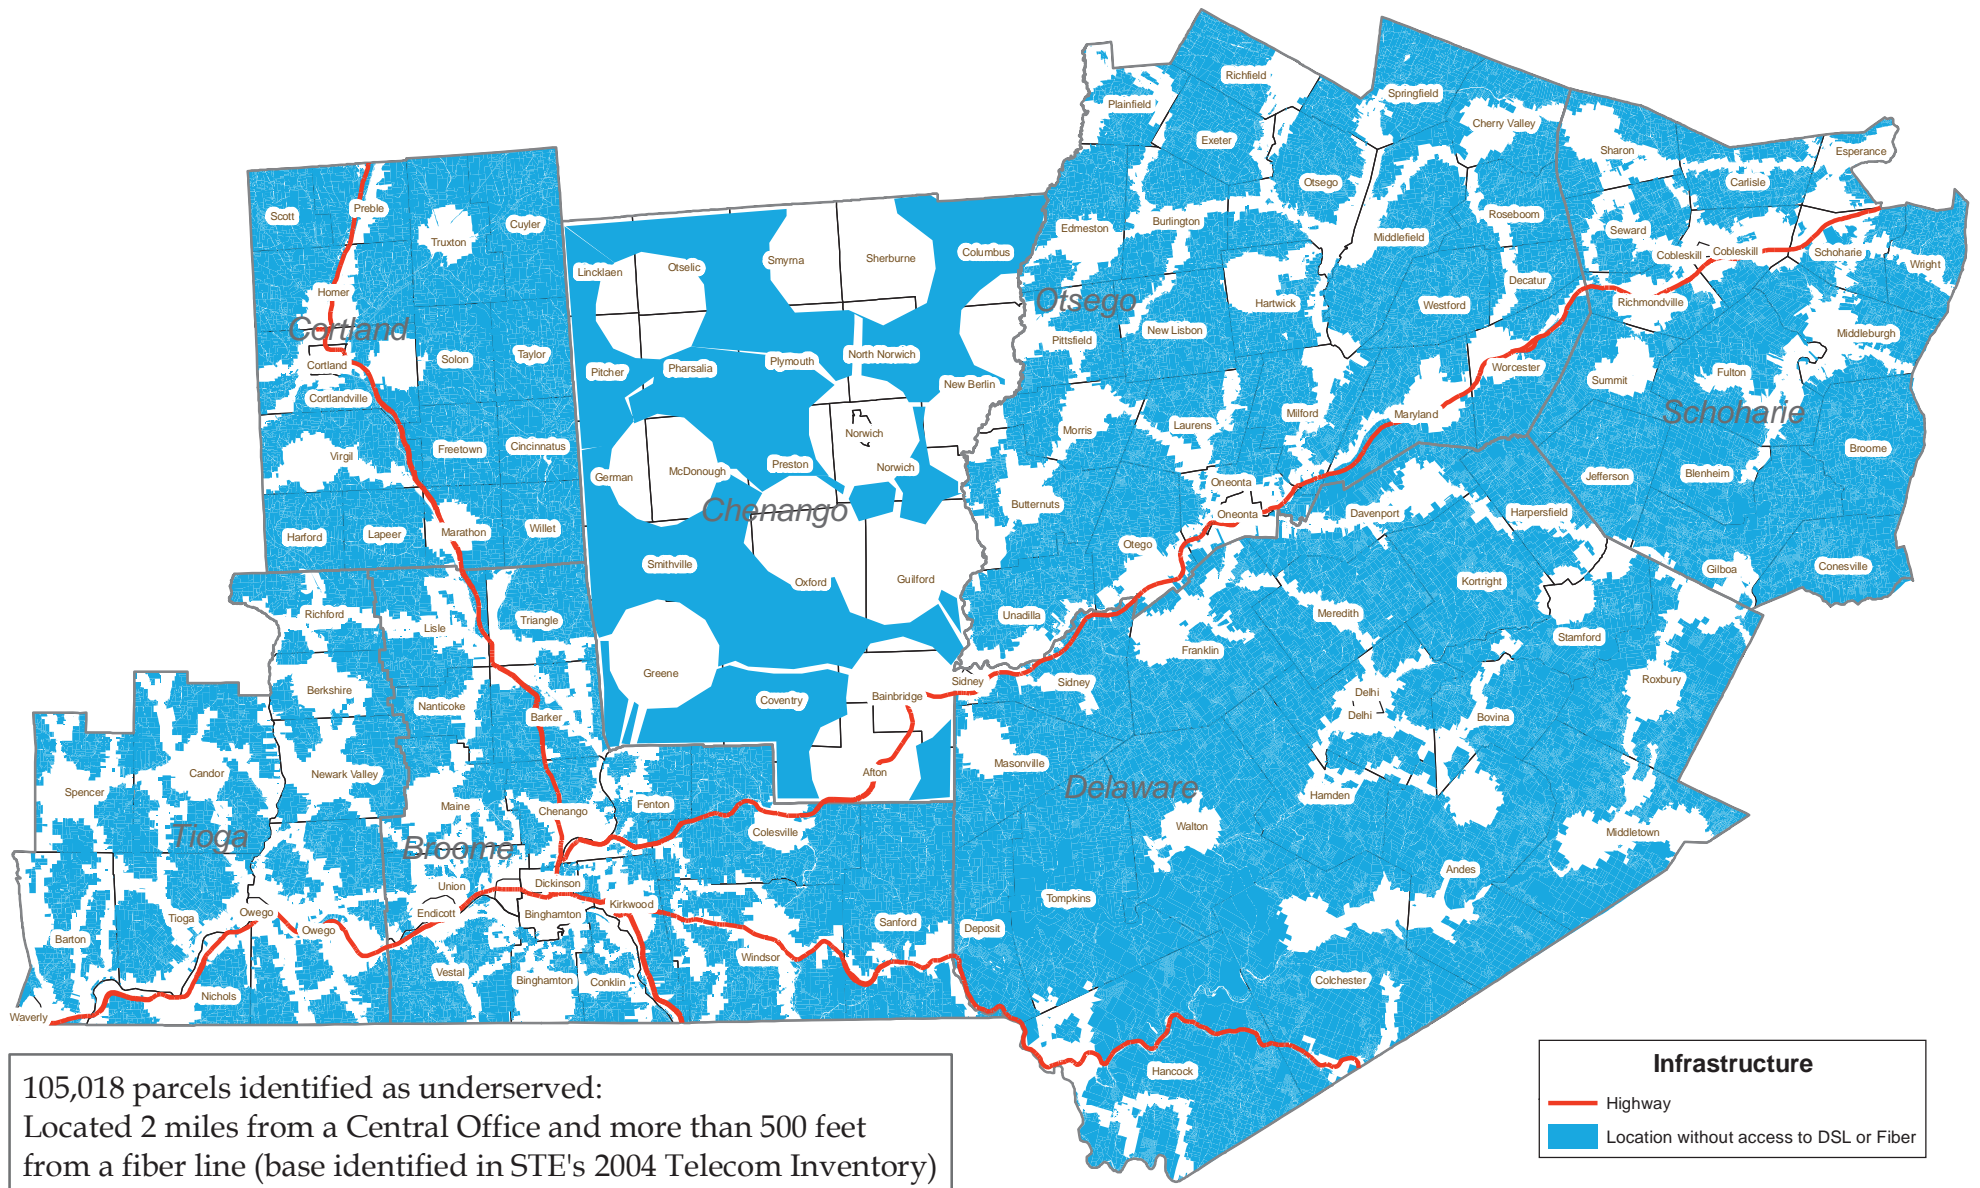 Richfield
Springfield
Plainfield
Cherry Valley
Exeter
Sharon
Esperance
Otsego
Carlisle
Scott
Preble
Cuyler
Truxton
Edmeston
Burlington
Roseboom
Middlefield
Seward
Cobleskill
Cobleskill
Schoharie
Wright
Lincklaen
Otselic
Smyrna
Sherburne
Columbus
Homer
Otsego
Hartwick
Decatur
Westford
Richmondville
Cortland
New Lisbon
Pittsfield
Middleburgh
Cortland
Solon
Taylor
Pitcher
Pharsalia
Plymouth
North Norwich
New Berlin
Worcester
Summit
Fulton
Cortlandville
Milford
Maryland
Schoharie
Laurens
Morris
Norwich
Virgil
Freetown
Cincinnatus
German
McDonough
Preston
Norwich
Oneonta
Jefferson
Blenheim
Broome
Chenango
Butternuts
Oneonta
Davenport
Harpersfield
Harford
Lapeer
Marathon
Willet
Otego
Smithville
Oxford
Guilford
Kortright
Gilboa
Conesville
Richford
Lisle
Triangle
Unadilla
Meredith
Stamford
Franklin
Greene
Sidney
Sidney
Roxbury
Berkshire
Nanticoke
Barker
Coventry
Bainbridge
Delhi
Delhi
Bovina
Candor
Newark Valley
Spencer
Afton
Masonville
Delaware
Hamden
Maine
Chenango
Fenton
Colesville
Walton
Middletown
Tioga
Broome
Union
Dickinson
Andes
Tioga
Owego
Owego
Endicott
Binghamton
Kirkwood
Sanford
Deposit
Tompkins
Barton
Vestal
Binghamton
Conklin
Windsor
Colchester
Nichols
Waverly
Hancock
105,018 parcels identified as underserved:
Located 2 miles from a Central Office and more than 500 feet
from a fiber line (base identified in STE's 2004 Telecom Inventory)
Infrastructure
Highway
Location without access to DSL or Fiber